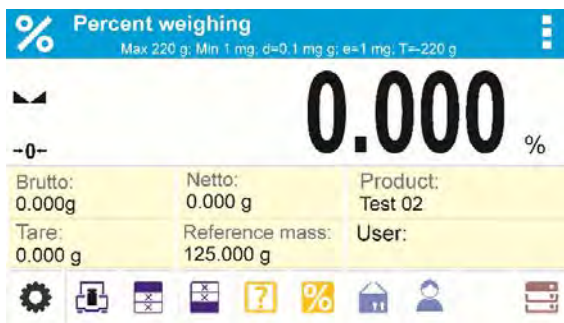 % Percent weighing
Max 220 g; Min 1 mg; d=0.1 mg g; e=1 mg; T=-220 g
0.000 %
→0←
Brutto: Netto: Product:
0.000g 0.000 g Test 02
Tare: Reference mass: User:
0.000 g 125.000 g
? %